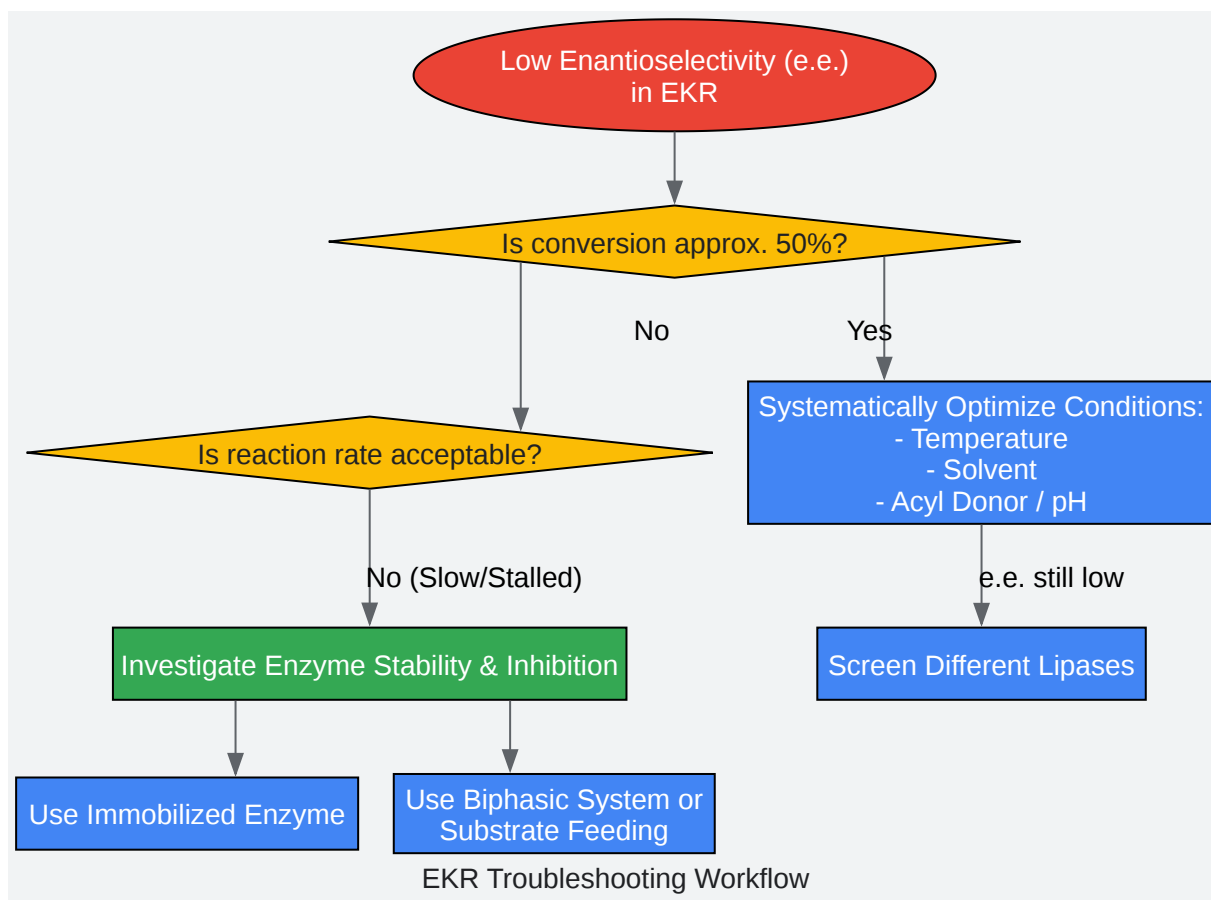 Low Enantioselectivity (e.e.)
in EKR
Is conversion approx. 50%?
No
Yes
Systematically Optimize Conditions:
- Temperature
- Solvent
- Acyl Donor / pH
Is reaction rate acceptable?
No (Slow/Stalled)
e.e. still low
Investigate Enzyme Stability & Inhibition
Screen Different Lipases
Use Immobilized Enzyme
Use Biphasic System or
Substrate Feeding
EKR Troubleshooting Workflow